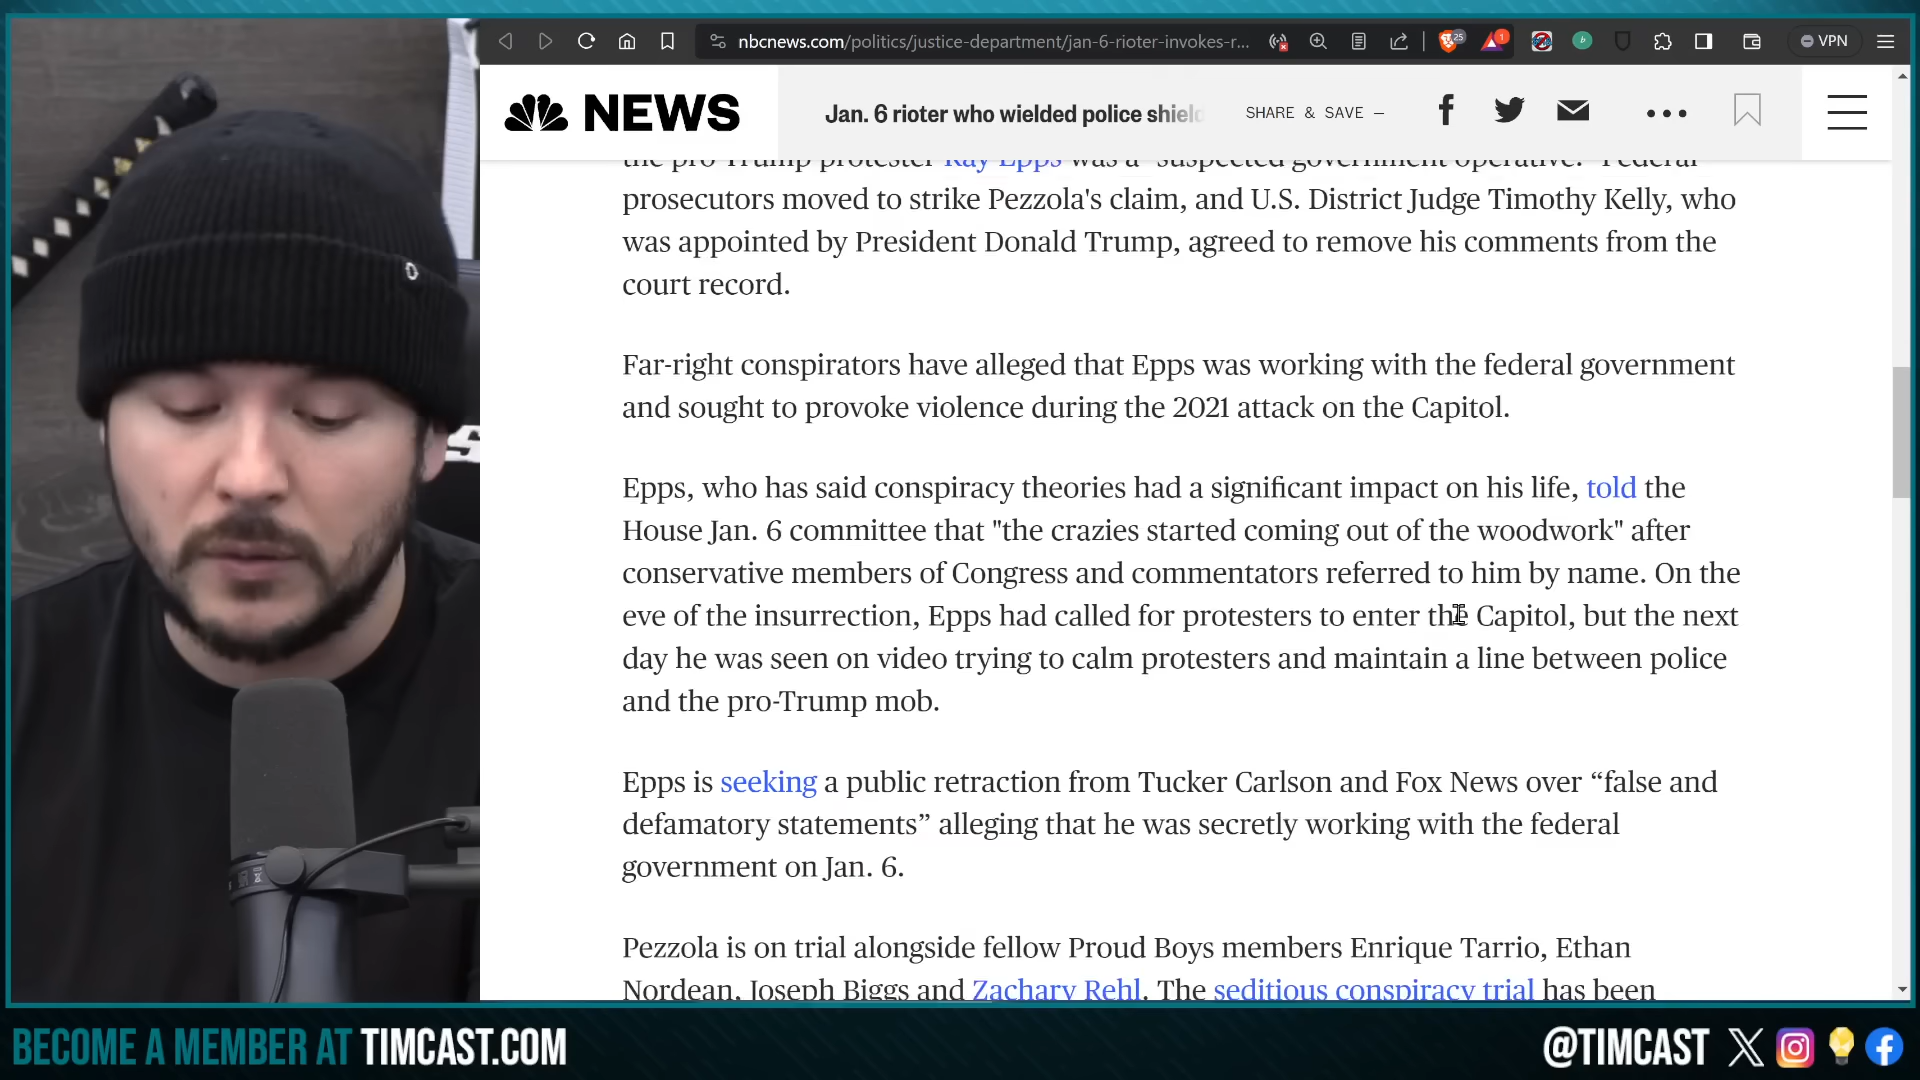 nbcnews.com/politics/justice-department/jan-6-rioter-invokes-r...
25
1
VPN
NEWS
Jan. 6 rioter who wielded police shield
SHARE & SAVE —
the pro-Trump protester Ray Epps was a "suspected government operative." Federal
prosecutors moved to strike Pezzola's claim, and U.S. District Judge Timothy Kelly, who
was appointed by President Donald Trump, agreed to remove his comments from the
court record.
Far-right conspirators have alleged that Epps was working with the federal government
and sought to provoke violence during the 2021 attack on the Capitol.
Epps, who has said conspiracy theories had a significant impact on his life, told the
House Jan. 6 committee that "the crazies started coming out of the woodwork" after
conservative members of Congress and commentators referred to him by name. On the
eve of the insurrection, Epps had called for protesters to enter the Capitol, but the next
day he was seen on video trying to calm protesters and maintain a line between police
and the pro-Trump mob.
Epps is seeking a public retraction from Tucker Carlson and Fox News over “false and
defamatory statements” alleging that he was secretly working with the federal
government on Jan. 6.
Pezzola is on trial alongside fellow Proud Boys members Enrique Tarrio, Ethan
Nordean, Joseph Biggs and Zachary Rehl. The seditious conspiracy trial has been
BECOME A MEMBER AT TIMCAST.COM
@TIMCAST